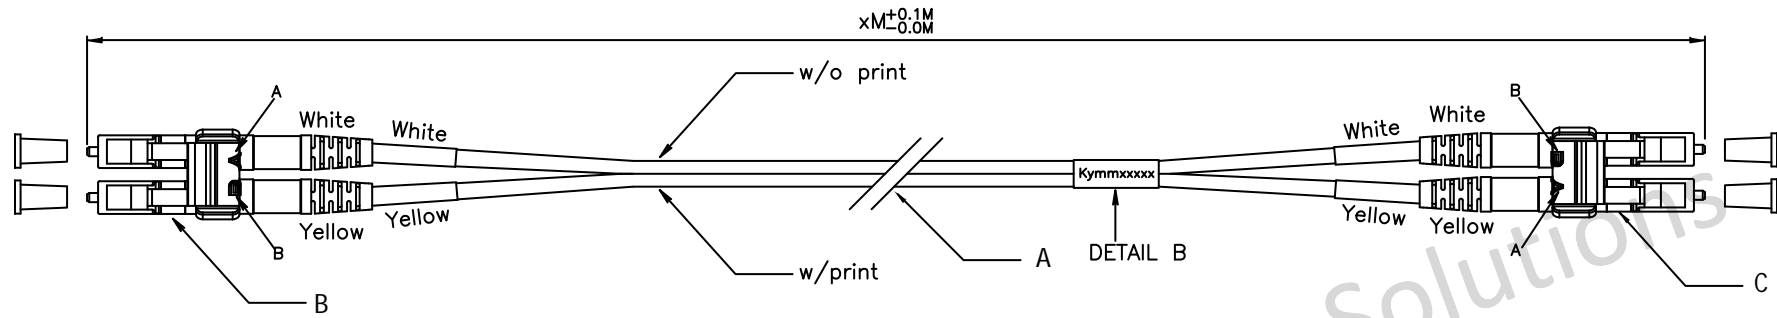 xM+0.1M
-0.0M
w/o print
A
B
White
White
White
White
Kymmxxxxx
Yellow
Yellow
Yellow
Yellow
B
A
w/print
A
DETAIL B
B
C
Solutions